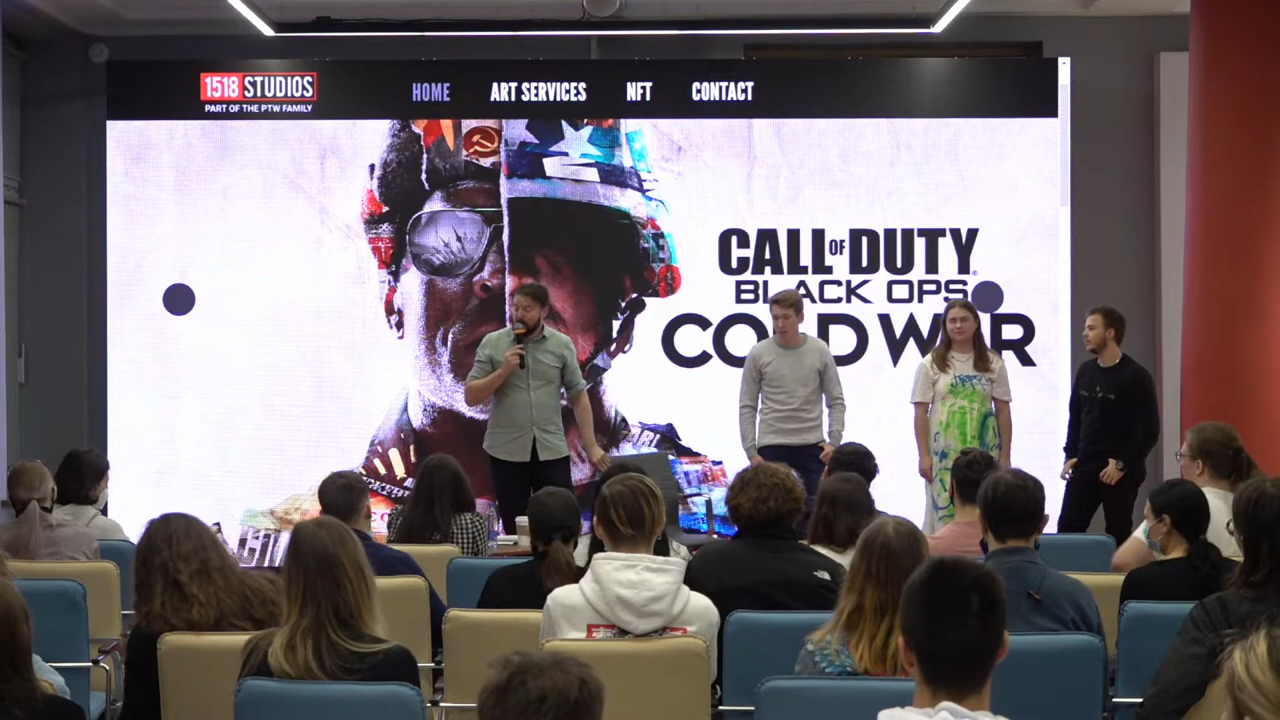 1518 STUDIOS
PART OF THE PTW FAMILY
HOME ART SERVICES NFT CONTACT
CALL OF DUTY
BLACK OPS
COLD WAR